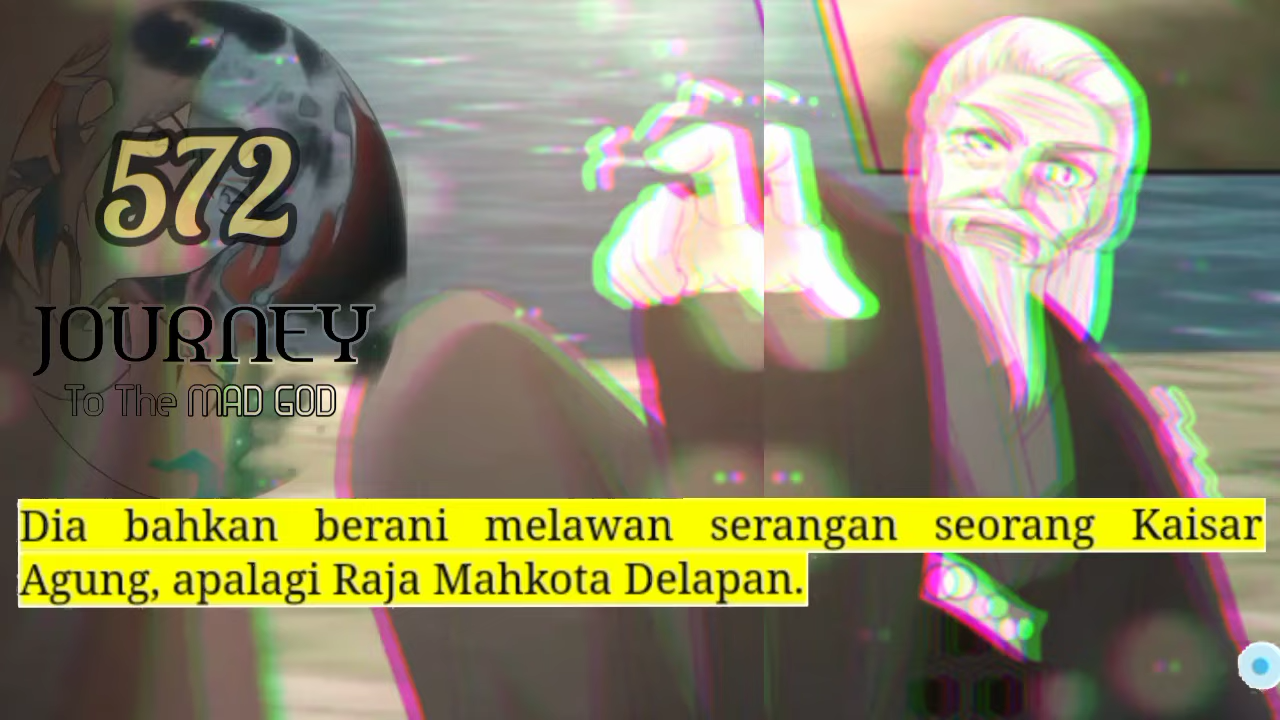 572
JOURNEY
To The MAD GOD
Dia bahkan berani melawan serangan seorang Kaisar
Agung, apalagi Raja Mahkota Delapan.